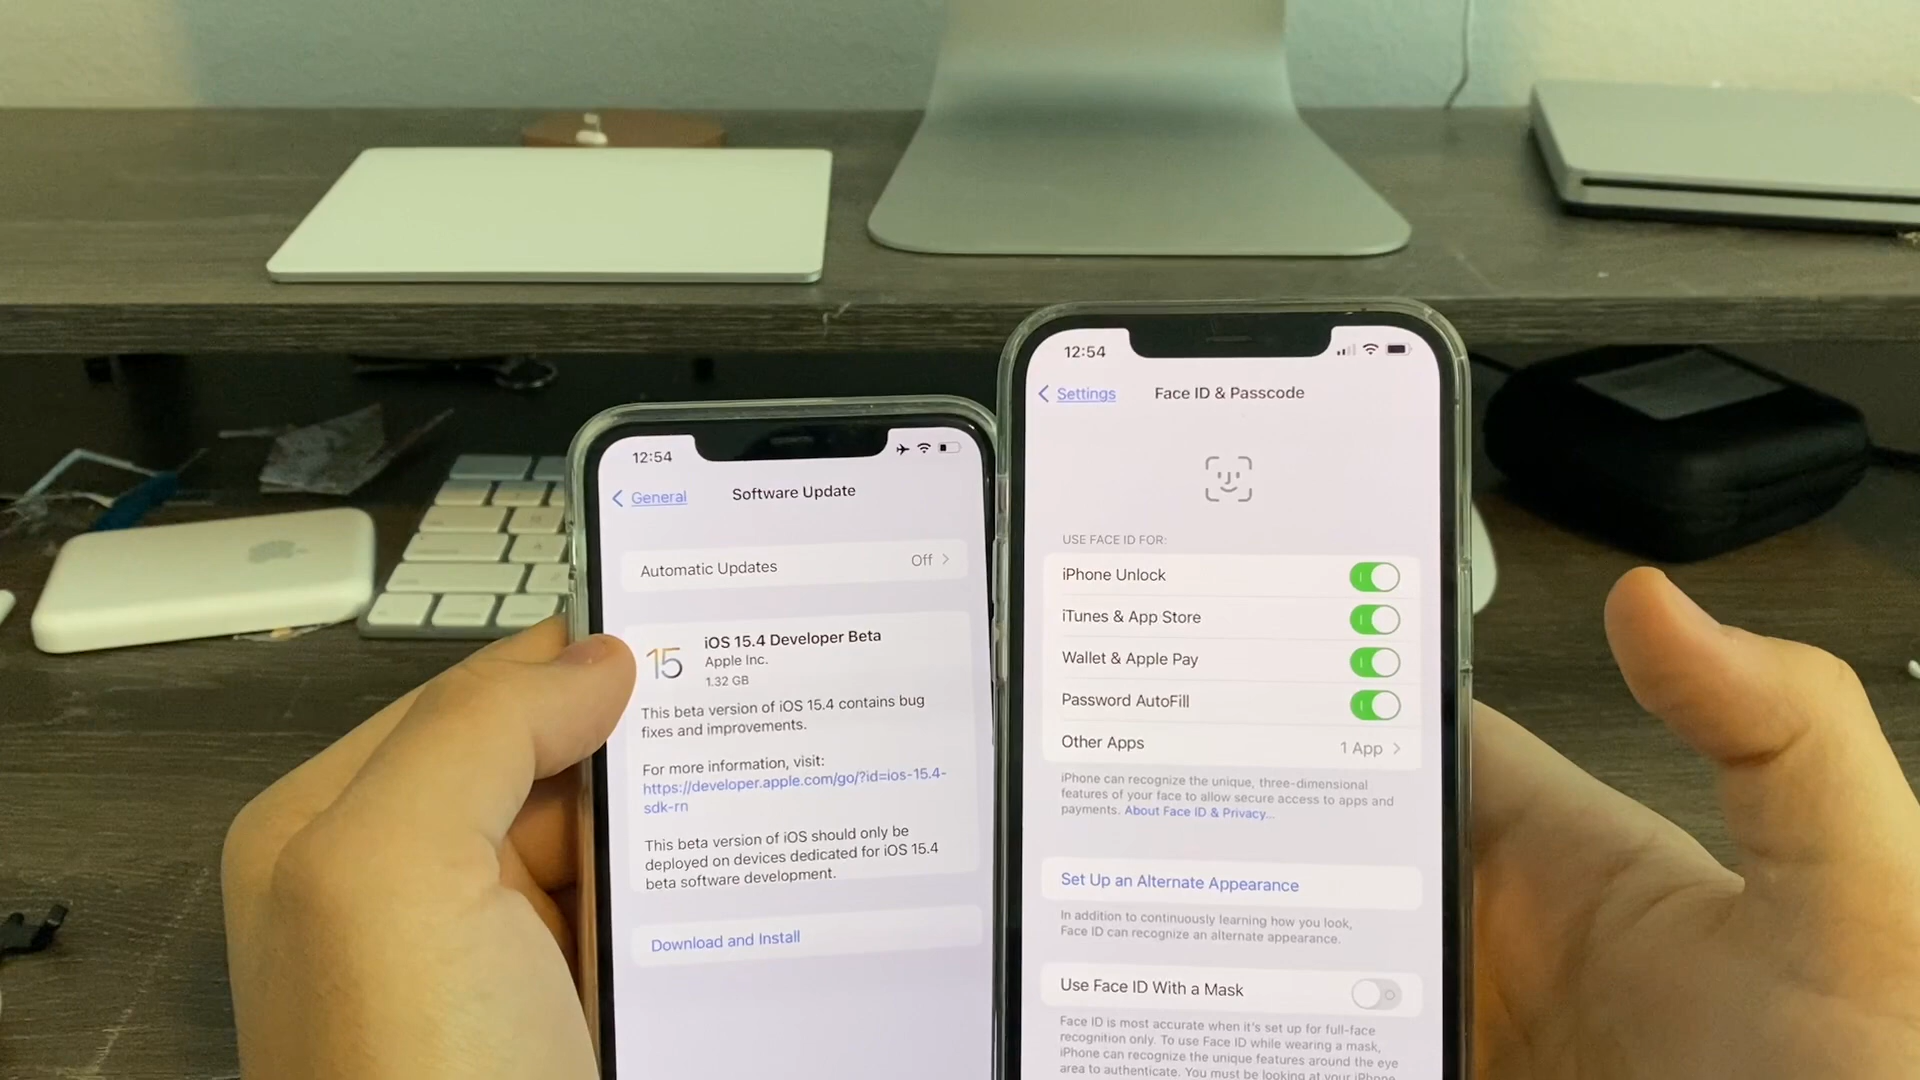 12:54
General
Software Update
Automatic Updates
Off
15
iOS 15.4 Developer Beta
Apple Inc.
1.32 GB
This beta version of iOS 15.4 contains bug
fixes and improvements.
For more information, visit:
https://developer.apple.com/go/?id=ios-15.4-
sdk-rn
This beta version of iOS should only be
deployed on devices dedicated for iOS 15.4
beta software development.
Download and Install
12:54
Settings
Face ID & Passcode
USE FACE ID FOR:
iPhone Unlock
iTunes & App Store
Wallet & Apple Pay
Password AutoFill
Other Apps
1 App
iPhone can recognize the unique, three-dimensional
features of your face to allow secure access to apps and
payments. About Face ID & Privacy...
Set Up an Alternate Appearance
In addition to continuously learning how you look,
Face ID can recognize an alternate appearance.
Use Face ID With a Mask
Face ID is most accurate when it's set up for full-face
recognition only. To use Face ID while wearing a mask,
iPhone can recognize the unique features around the eye
area to authenticate. You must be looking at your iPhone